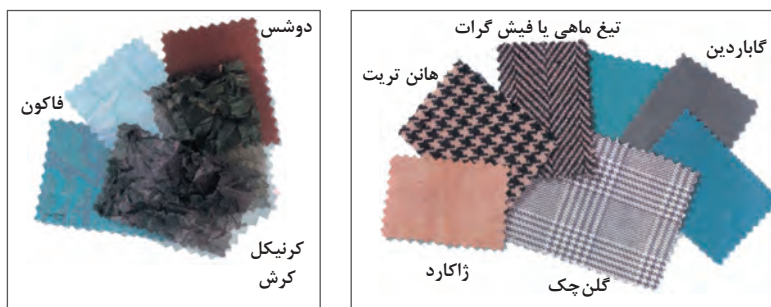 تیغ ماهی یا فیش گرات
گاباردین
هانن تریت
ژاکارد
گلن‌چک
دوشس
فاکون
کرنیکل
کرش